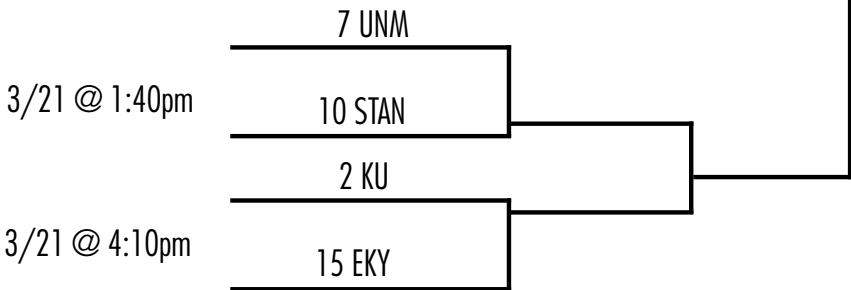 7 UNM
3/21 @ 1:40pm
10 STAN
2 KU
3/21 @ 4:10pm
15 EKY